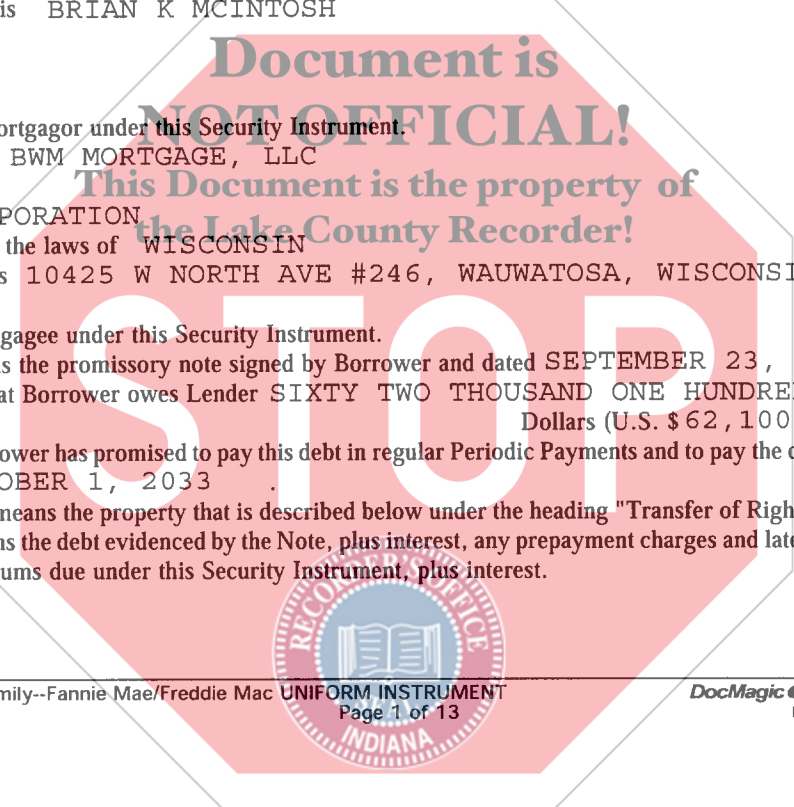 is BRIAN K MCINTOSH
Document is
NOT OFFICIAL!
ortgagor under this Security Instrument.
BWM MORTGAGE, LLC
This Document is the property of
PORATION
the Lake County Recorder!
the laws of WISCONSIN
s 10425 W NORTH AVE #246, WAUWATOSA, WISCONSI
STOP
gagee under this Security Instrument.
s the promissory note signed by Borrower and dated SEPTEMBER 23,
at Borrower owes Lender SIXTY TWO THOUSAND ONE HUNDRE
Dollars (U.S. $62,100
ower has promised to pay this debt in regular Periodic Payments and to pay the
OBER 1, 2033 .
means the property that is described below under the heading "Transfer of Righ
ns the debt evidenced by the Note, plus interest, any prepayment charges and late
ums due under this Security Instrument, plus interest.
RECORDER'S OFFICE
SEAL
INDIANA
mily--Fannie Mae/Freddie Mac UNIFORM INSTRUMENT
DocMagic
Page 1 of 13